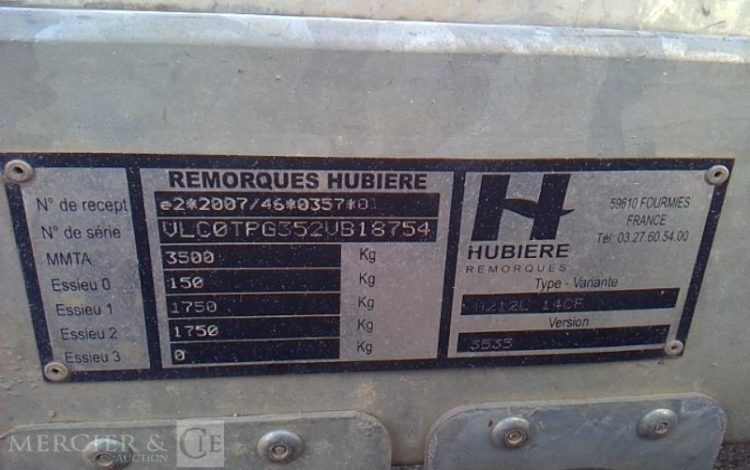 REMORQUES HUBIERE
N° de recept e2*2007/46*0357*01
N° de série VLC0TPG352VB18754
MMTA 3500 Kg
Essieu 0 150 Kg
Essieu 1 1750 Kg
Essieu 2 1750 Kg
Essieu 3 0 Kg
H
HUBIERE
REMORQUES
59610 FOURMIES
FRANCE
Tél: 03.27.60.54.00
Type - Variante
14CF
Version
3535
MERCIER & CIE
AUCTION